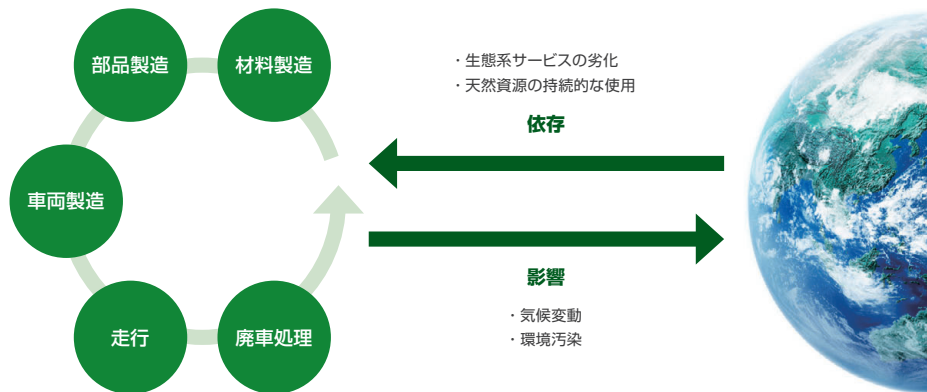 部品製造
材料製造
車両製造
走行
廃車処理
・生態系サービスの劣化
・天然資源の持続的な使用
依存
影響
・気候変動
・環境汚染